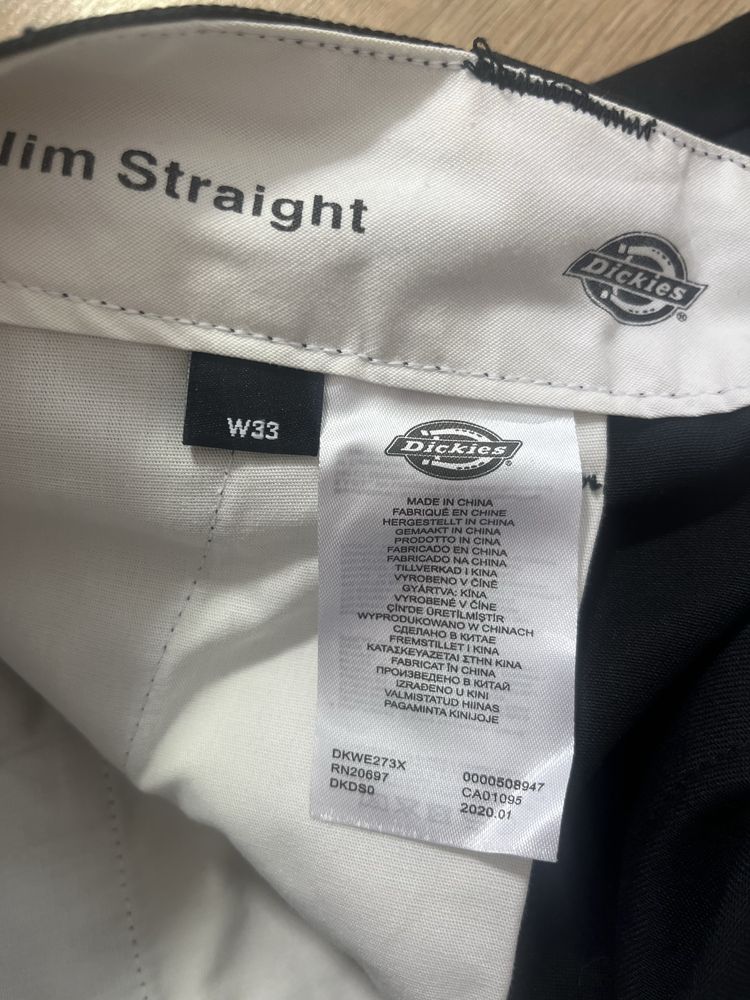 lim Straight
Dickies®
W33
Dickies®
MADE IN CHINA
FABRIQUÉ EN CHINE
HERGESTELLT IN CHINA
GEMAAKT IN CHINA
PRODOTTO IN CINA
FABRICADO EN CHINA
FABRICADO NA CHINA
TILLVERKAD I KINA
VYROBENO V ČÍNĚ
GYÁRTVA: KÍNA
VYROBENÉ V ČÍNE
ÇİN'DE ÜRETİLMİŞTİR
WYPRODUKOWANO W CHINACH
СДЕЛАНО В КИТАЕ
FREMSTILLET I KINA
ΚΑΤΑΣΚΕΥΑΖΕΤΑΙ ΣΤΗΝ ΚΙΝΑ
FABRICAT ÎN CHINA
ПРОИЗВЕДЕНО В КИТАЙ
IZRAĐENO U KINI
VALMISTATUD HIINAS
PAGAMINTA KINIJOJE
DKWE273X
RN20697 0000508947
DKDS0 CA01095
2020.01